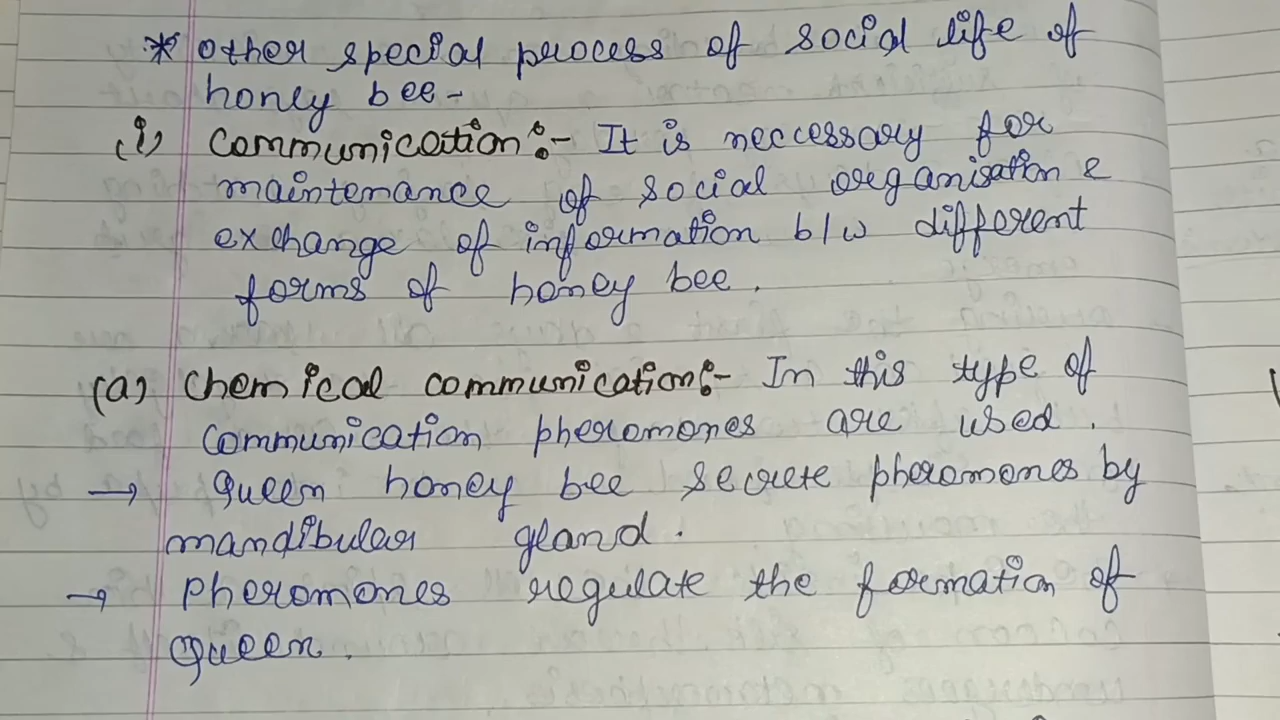 * Other special process of social life of
honey bee-
(i) Communication:- It is neccessary for
maintenance of social organisation &
exchange of information b/w different
forms of honey bee.
(a) Chemical communication:- In this type of
communication pheromones are used.
→ Queen honey bee secrete pheromones by
mandibular gland.
→ Pheromones regulate the formation of
queen.